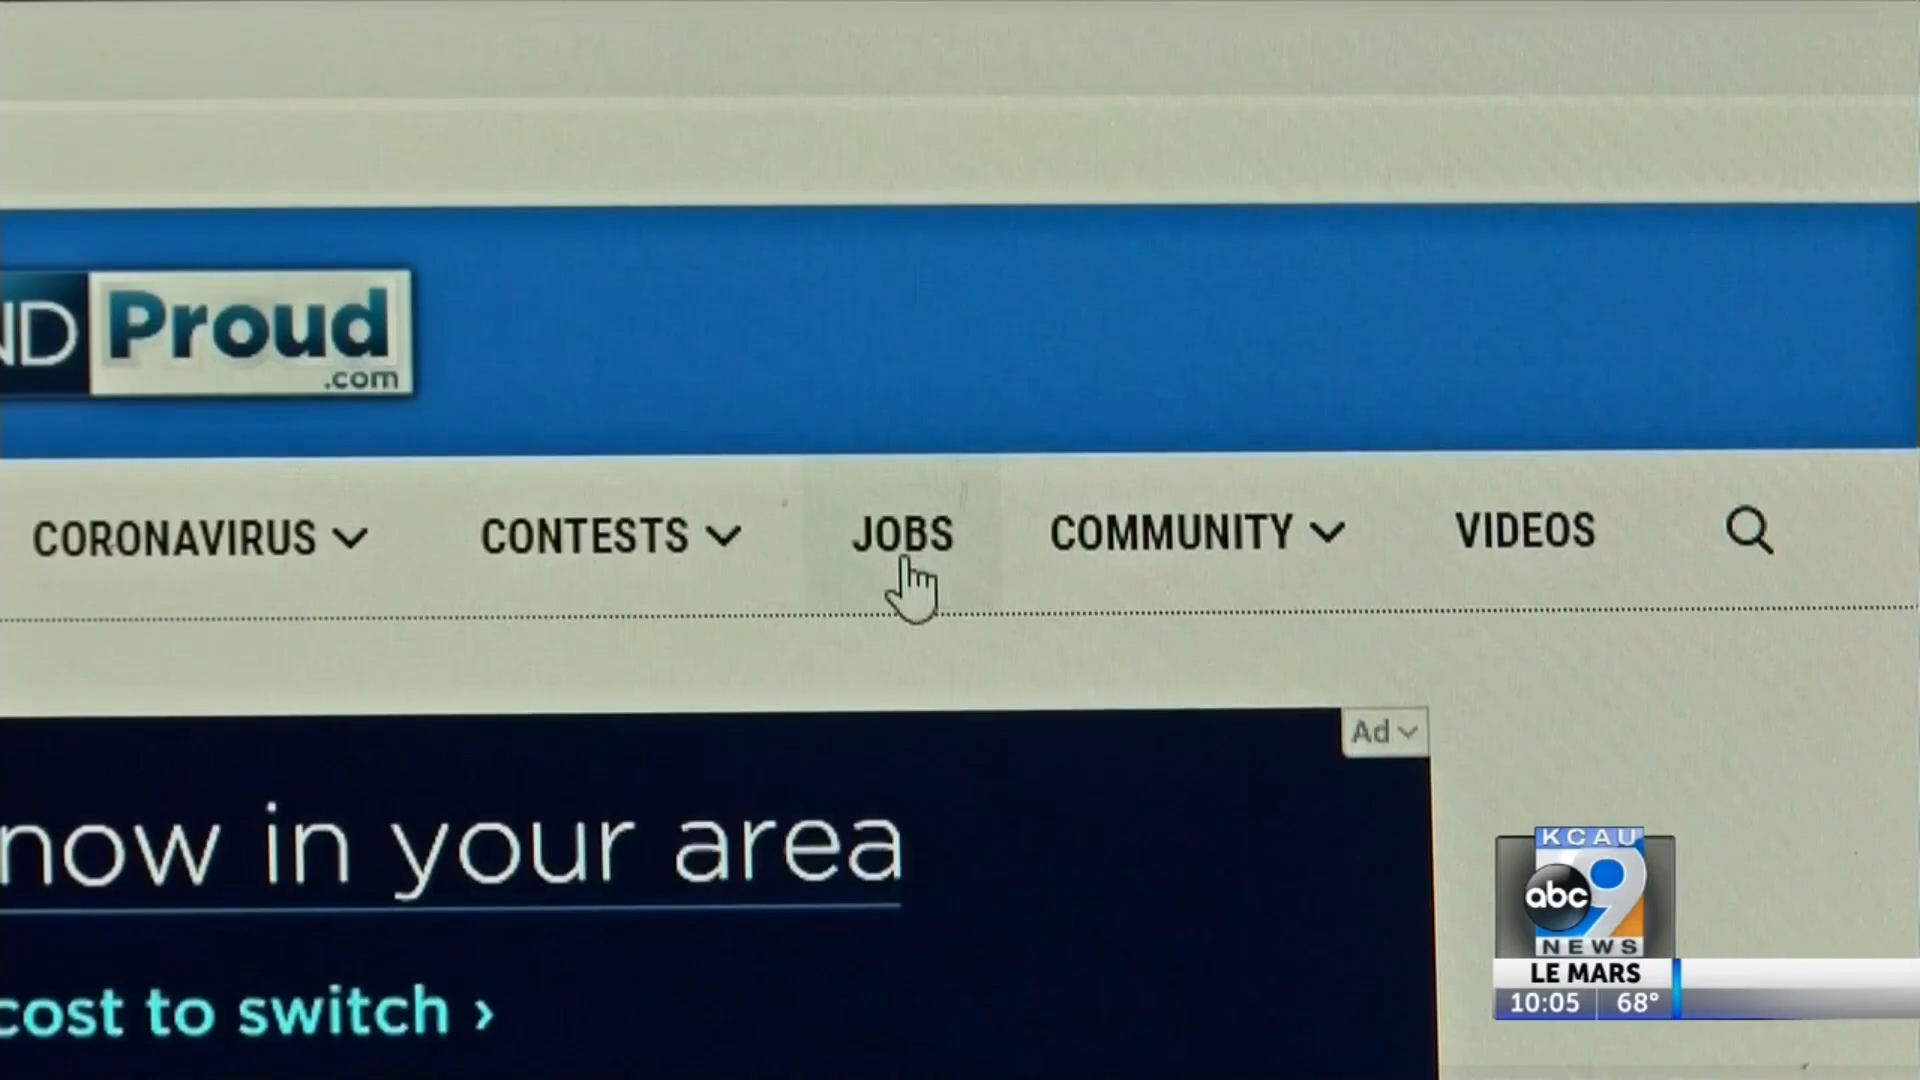 ND Proud
.com
CORONAVIRUS CONTESTS JOBS COMMUNITY VIDEOS
Ad
now in your area
cost to switch ›
KCAU
abc 9
NEWS
LE MARS
10:05 68°